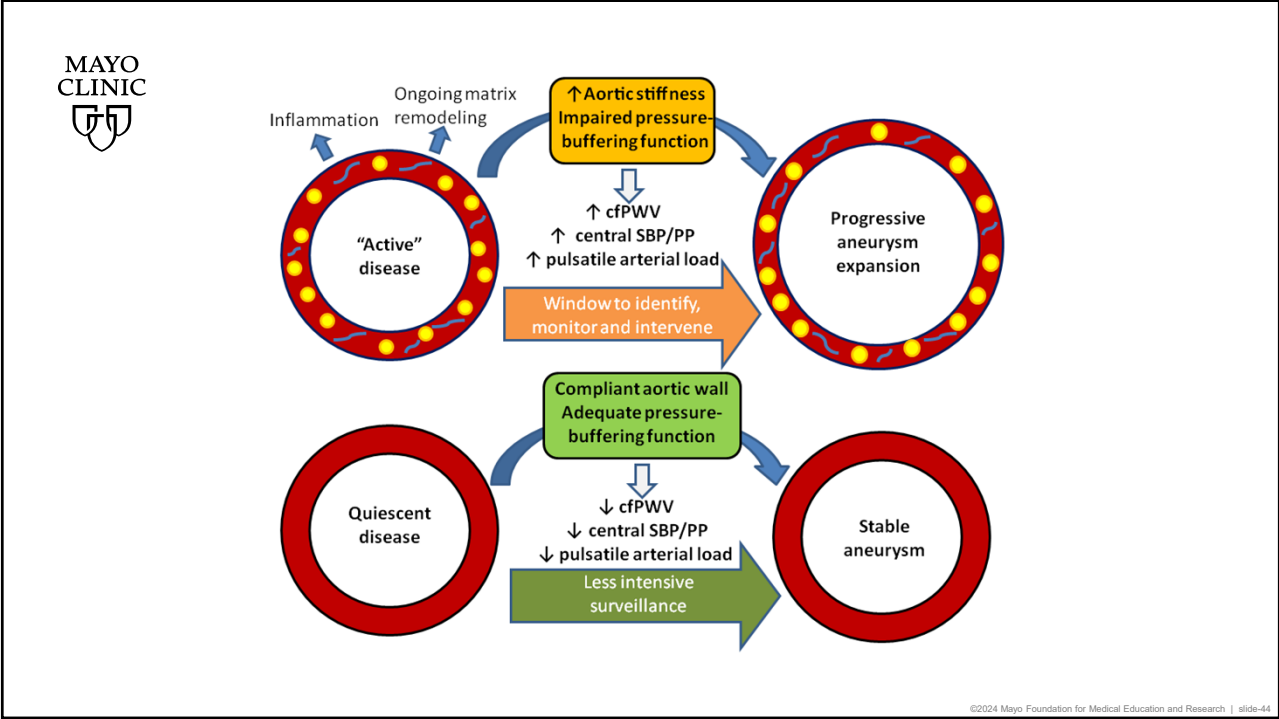 MAYO
CLINIC
Inflammation
Ongoing matrix
remodeling
↑Aortic stiffness
Impaired pressure-
buffering function
↑ cfPWV
↑ central SBP/PP
↑ pulsatile arterial load
Window to identify,
monitor and intervene
“Active”
disease
Progressive
aneurysm
expansion
Compliant aortic wall
Adequate pressure-
buffering function
↓ cfPWV
↓ central SBP/PP
↓ pulsatile arterial load
Less intensive
surveillance
Quiescent
disease
Stable
aneurysm
©2024 Mayo Foundation for Medical Education and Research | slide-44